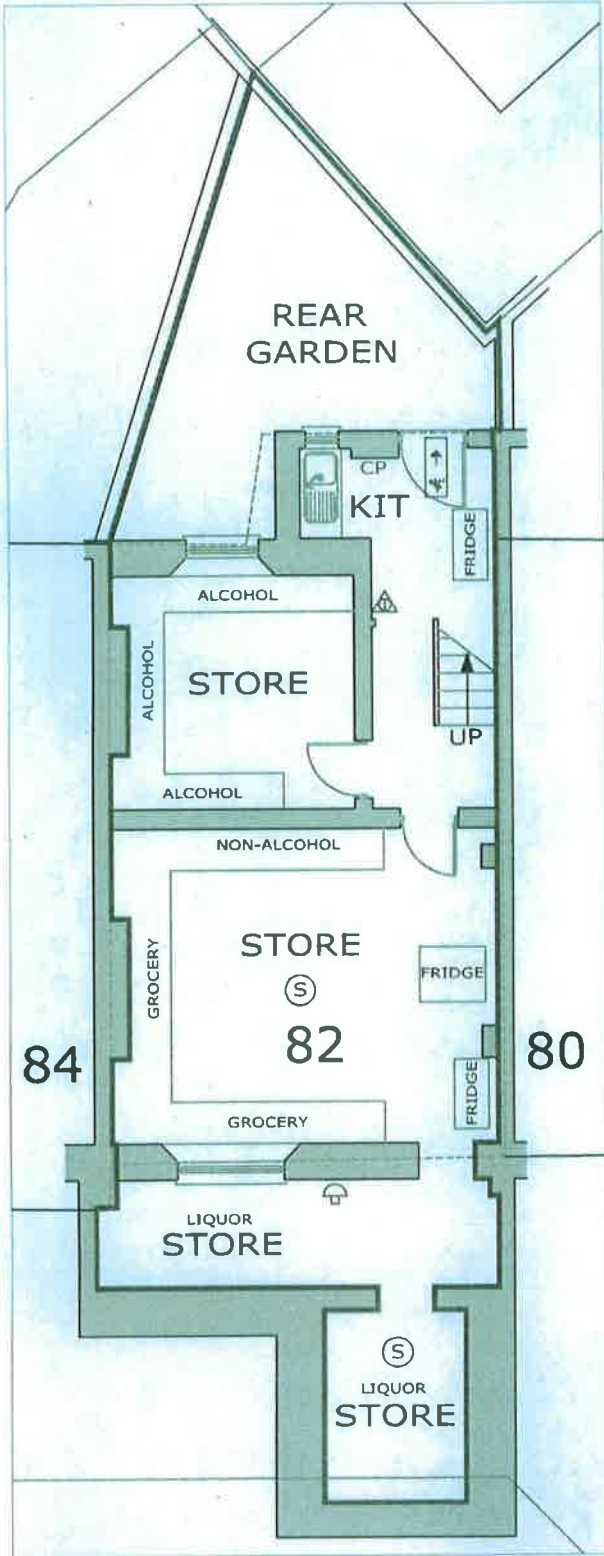 REAR
GARDEN
CP
KIT
FRIDGE
ALCOHOL
ALCOHOL
STORE
UP
ALCOHOL
NON-ALCOHOL
GROCERY
STORE
S
FRIDGE
82
84
80
FRIDGE
GROCERY
LIQUOR
STORE
S
LIQUOR
STORE